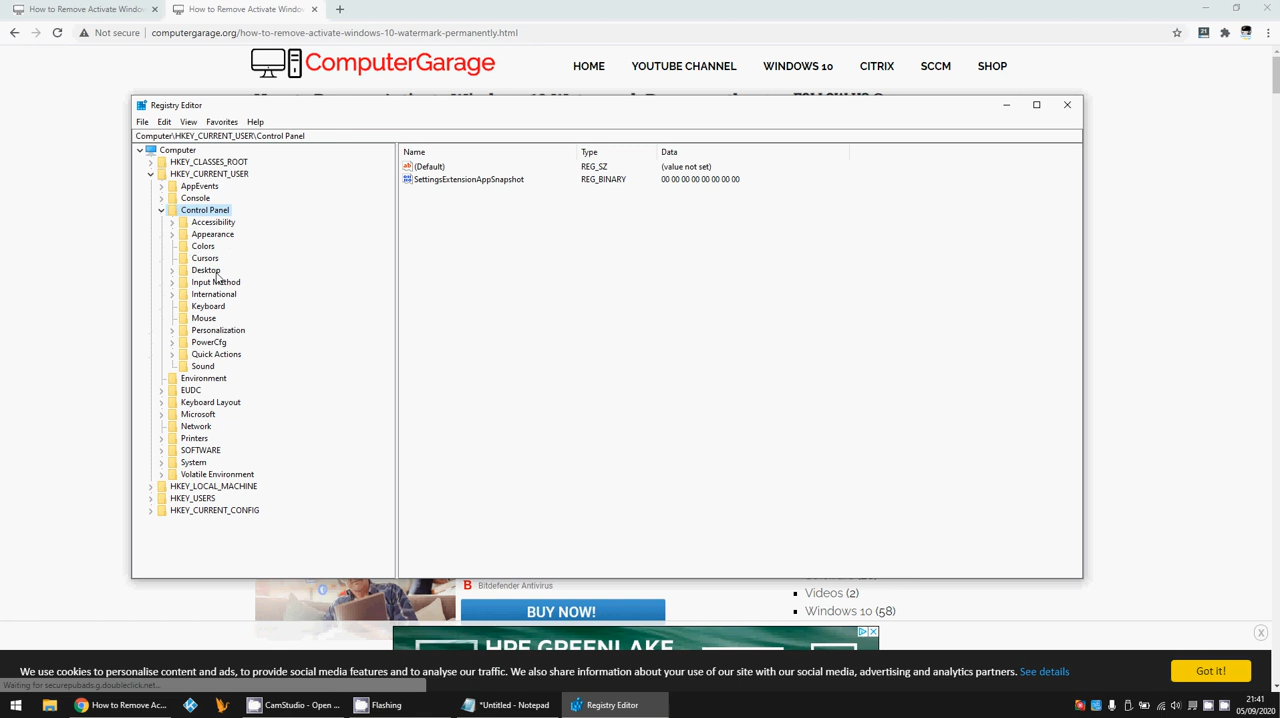 How to Remove Activate Windo
How to Remove Activate Windo
Not secure
computergarage.org/how-to-remove-activate-windows-10-watermark-permanently.html
ComputerGarage
HOME
YOUTUBE CHANNEL
WINDOWS 10
CITRIX
SCCM
SHOP
Registry Editor
File Edit View Favorites Help
Computer\HKEY_CURRENT_USER\Control Panel
Computer
HKEY_CLASSES_ROOT
HKEY_CURRENT_USER
AppEvents
Console
Control Panel
Accessibility
Appearance
Colors
Cursors
Desktop
Input Method
International
Keyboard
Mouse
Personalization
PowerCfg
Quick Actions
Sound
Environment
EUDC
Keyboard Layout
Microsoft
Network
Printers
SOFTWARE
System
Volatile Environment
HKEY_LOCAL_MACHINE
HKEY_USERS
HKEY_CURRENT_CONFIG
Name Type Data
(Default) REG_SZ (value not set)
SettingsExtensionAppSnapshot REG_BINARY 00 00 00 00 00 00 00 00
Bitdefender Antivirus
BUY NOW!
Videos (2)
Windows 10 (58)
HPE GREENLAKE
We use cookies to personalise content and ads, to provide social media features and to analyse our traffic. We also share information about your use of our site with our social media, advertising and analytics partners. See details
Got it!
Waiting for securepubads.g.doubleclick.net...
How to Remove Ac...
CamStudio - Open ...
Flashing
*Untitled - Notepad
Registry Editor
21:41
05/09/2020